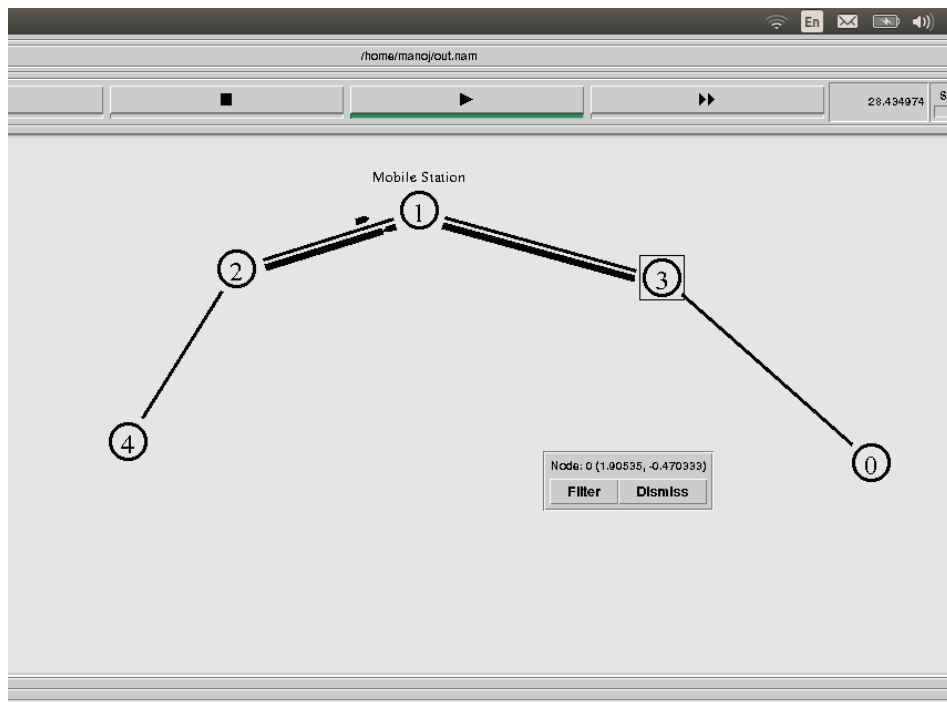 En
/home/manoj/out.nam
28.434974
S
Mobile Station
1
2
3
4
0
Node: 0 (1.90535, -0.470333)
Filter Dismiss